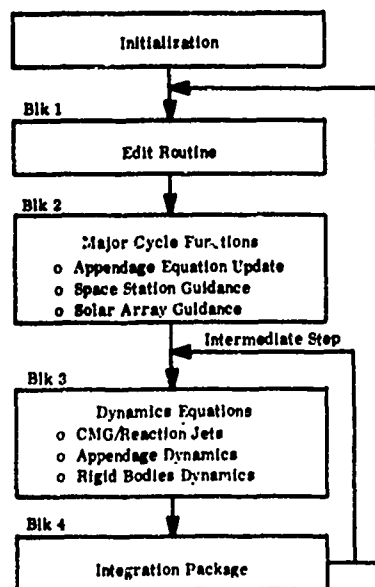 Initialization
Blk 1
Edit Routine
Blk 2
Major Cycle Functions
o Appendage Equation Update
o Space Station Guidance
o Solar Array Guidance
Intermediate Step
Blk 3
Dynamics Equations
o CMG/Reaction Jets
o Appendage Dynamics
o Rigid Bodies Dynamics
Blk 4
Integration Package